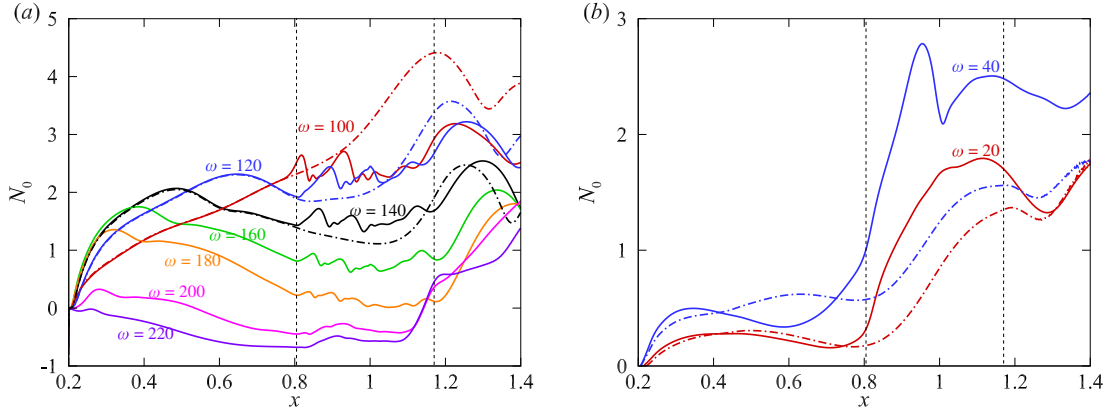 (a)
5
4
3
2
1
0
-1
N0
ω = 100
ω = 120
ω = 140
ω = 160
ω = 180
ω = 200
ω = 220
0.2 0.4 0.6 0.8 1 1.2 1.4
x
(b)
3
2
1
0
N0
ω = 40
ω = 20
0.2 0.4 0.6 0.8 1 1.2 1.4
x